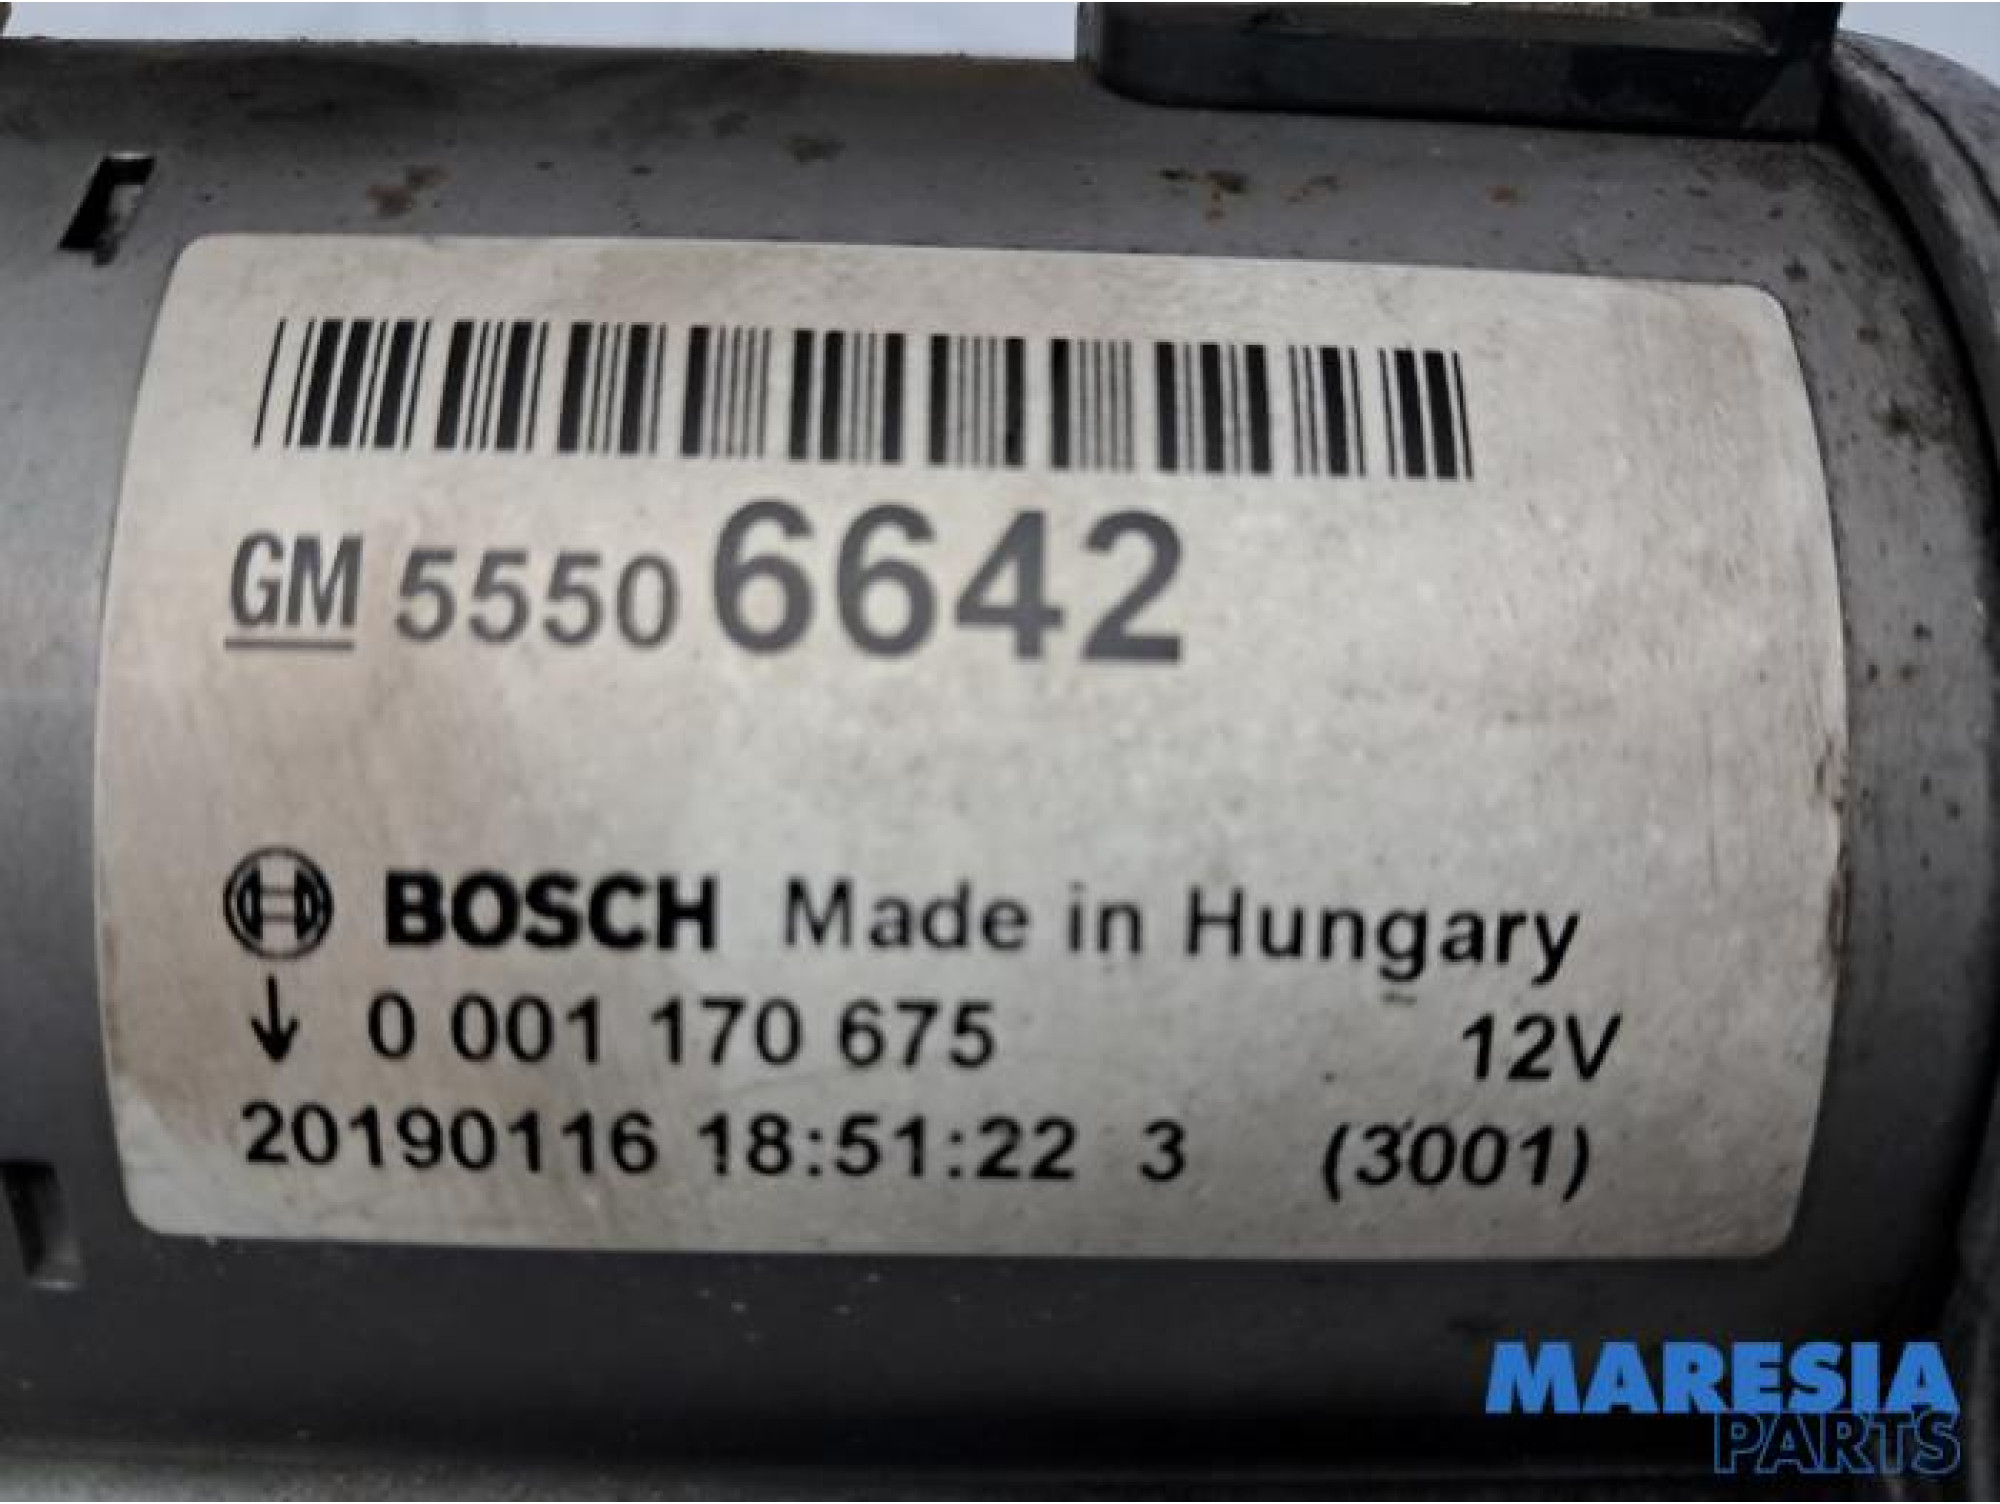 GM 55506642
BOSCH Made in Hungary
↓ 0 001 170 675 12V
20190116 18:51:22 3 (3001)
MARESIA
PARTS